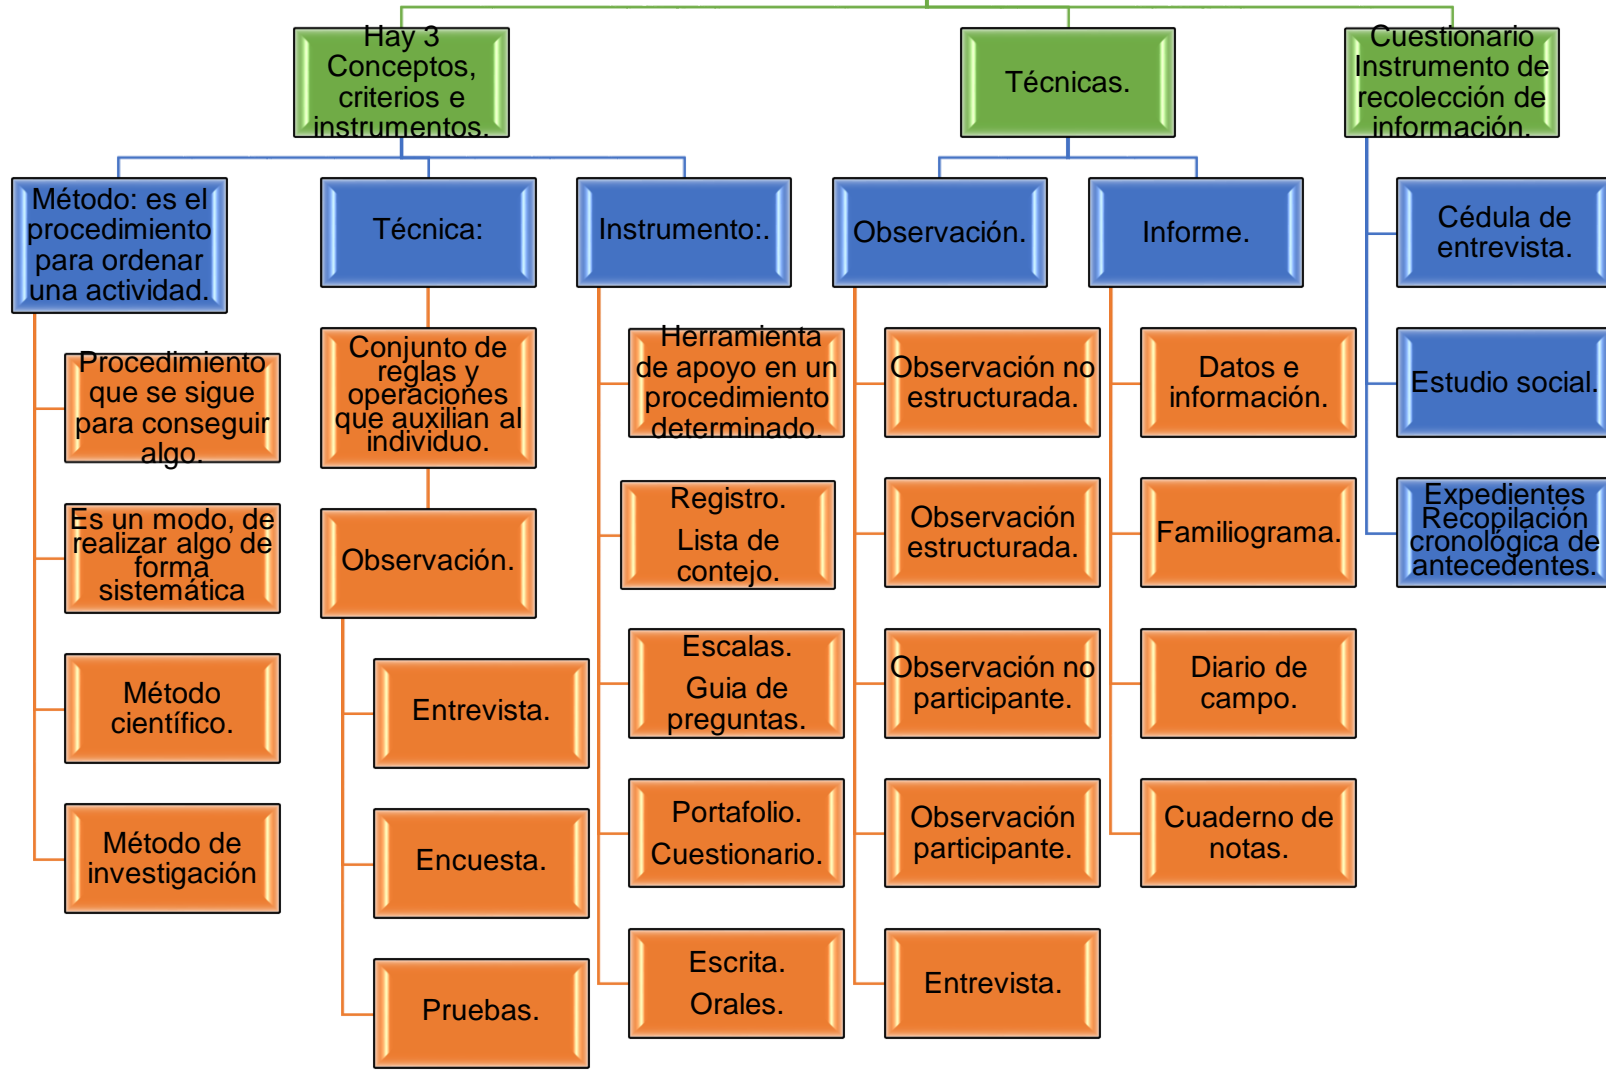 Hay 3
Conceptos,
criterios e
instrumentos.
Técnicas.
Cuestionario
Instrumento de
recolección de
información.
Método: es el
procedimiento
para ordenar
una actividad.
Técnica:
Instrumento:.
Observación.
Informe.
Cédula de
entrevista.
Procedimiento
que se sigue
para conseguir
algo.
Es un modo, de
realizar algo de
forma
sistemática
Método
científico.
Método de
investigación
Conjunto de
reglas y
operaciones
que auxilian al
individuo.
Observación.
Entrevista.
Encuesta.
Pruebas.
Herramienta
de apoyo en un
procedimiento
determinado.
Registro.
Lista de
contejo.
Escalas.
Guia de
preguntas.
Portafolio.
Cuestionario.
Escrita.
Orales.
Observación no
estructurada.
Observación
estructurada.
Observación no
participante.
Observación
participante.
Entrevista.
Datos e
información.
Familiograma.
Diario de
campo.
Cuaderno de
notas.
Estudio social.
Expedientes
Recopilación
cronológica de
antecedentes.